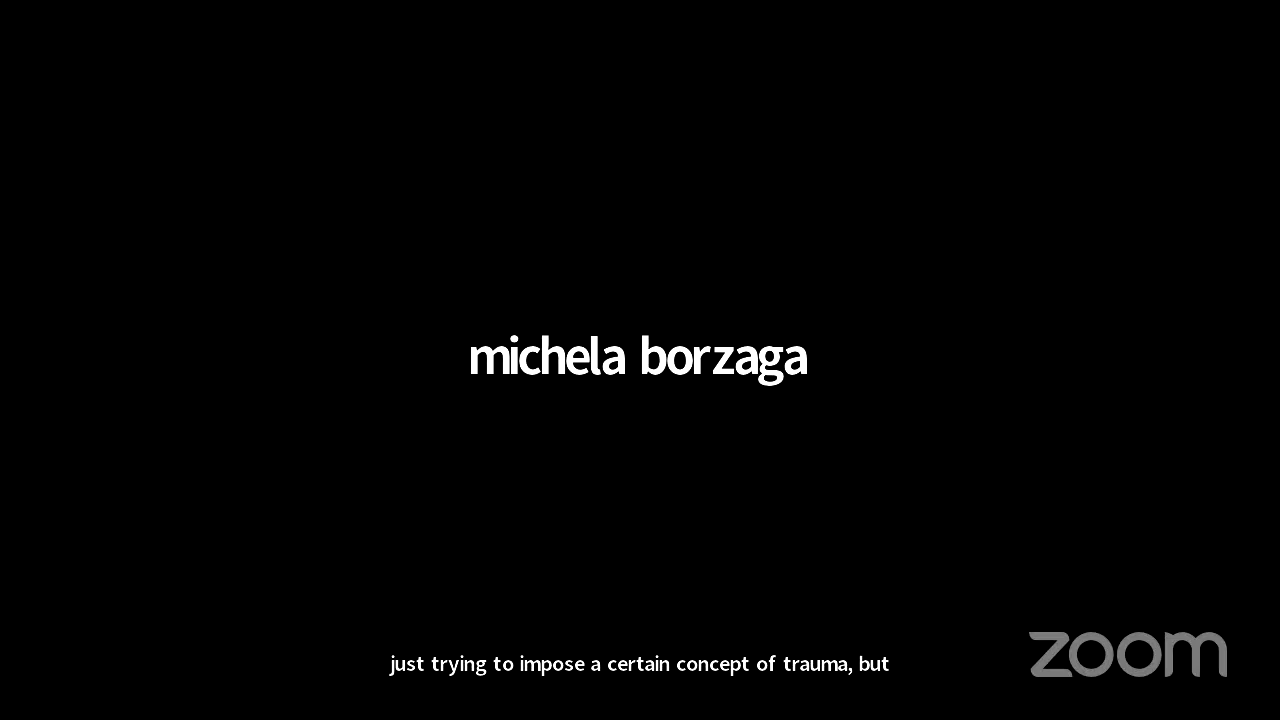 michela borzaga
just trying to impose a certain concept of trauma, but
zoom